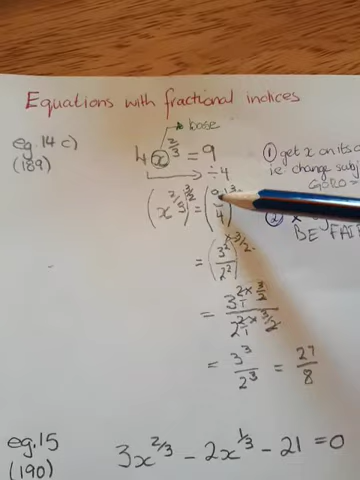 Equations with fractional indices
eg. 14 c)
(189)
base
4x^(2/3) = 9
÷ 4
(x^(2/3))^(3/2) = (9/4)^(3/2)
= (3²/2²)^(×3/2)
= 3^(2/1 × 3/2) / 2^(2/1 × 3/2)
= 3³/2³ = 27/8
① get x on its o
ie. change subj
②
BE FAI
eg. 15
(190)
3x^(2/3) - 2x^(1/3) - 21 = 0